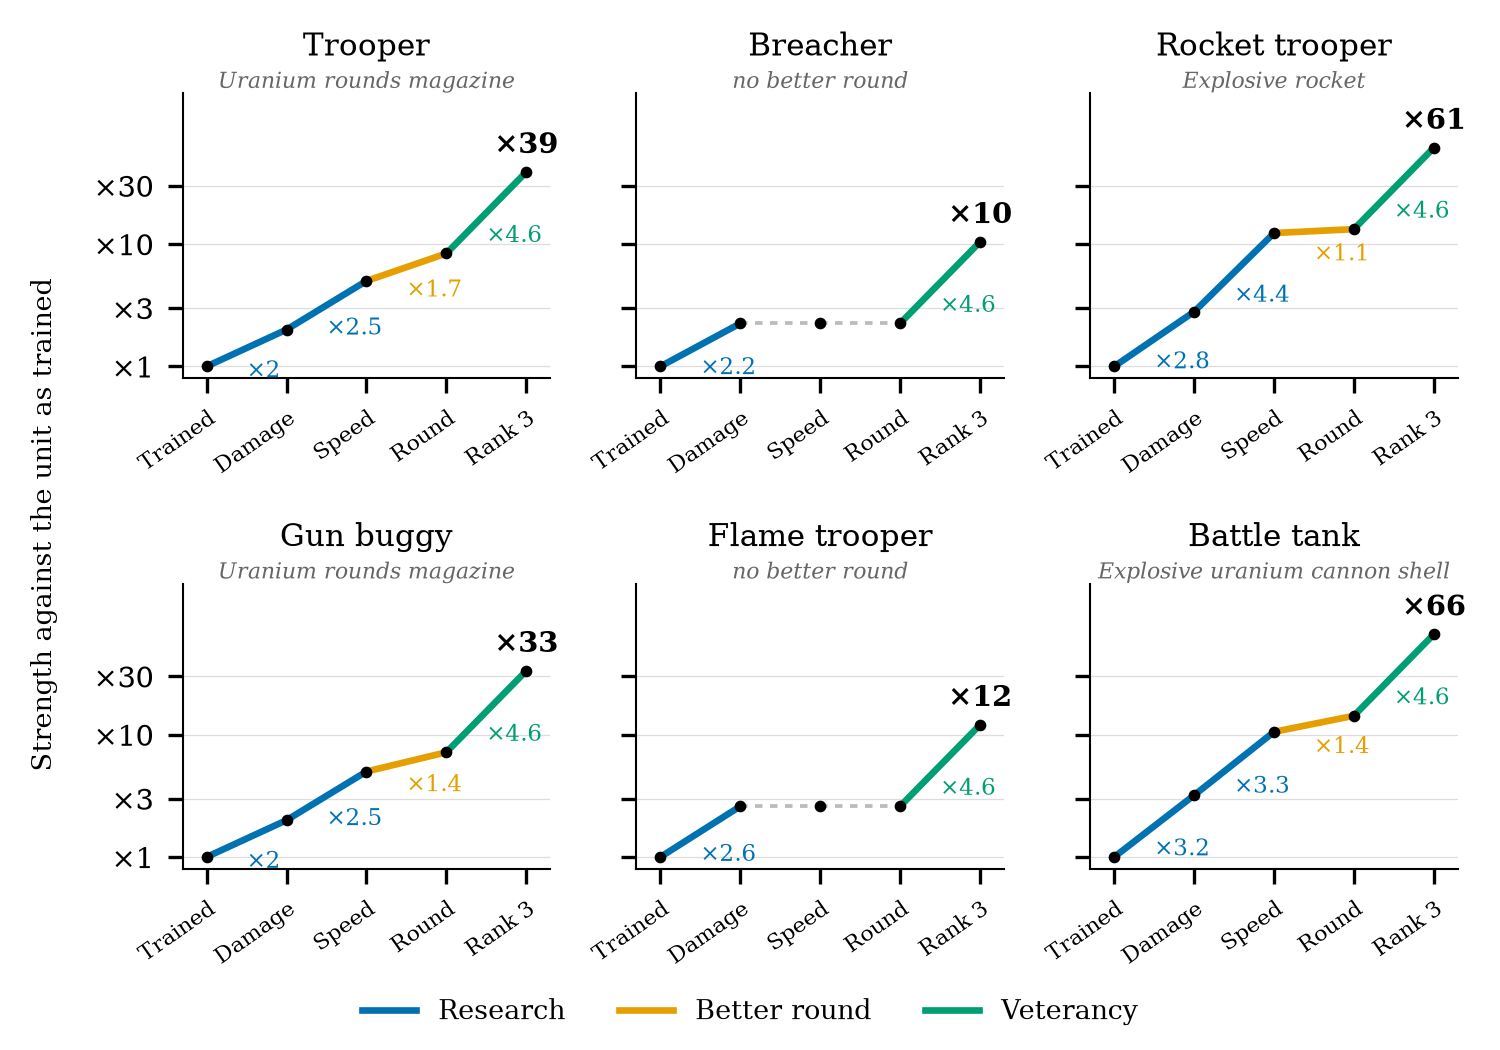 Trooper
Uranium rounds magazine
×39
×30
×10
×3
×1
×2
×2.5
×1.7
×4.6
Trained
Damage
Speed
Round
Rank 3
Breacher
no better round
×10
×2.2
×4.6
Trained
Damage
Speed
Round
Rank 3
Rocket trooper
Explosive rocket
×61
×2.8
×4.4
×1.1
×4.6
Trained
Damage
Speed
Round
Rank 3
Strength against the unit as trained
Gun buggy
Uranium rounds magazine
×33
×30
×10
×3
×1
×2
×2.5
×1.4
×4.6
Trained
Damage
Speed
Round
Rank 3
Flame trooper
no better round
×12
×2.6
×4.6
Trained
Damage
Speed
Round
Rank 3
Battle tank
Explosive uranium cannon shell
×66
×3.2
×3.3
×1.4
×4.6
Trained
Damage
Speed
Round
Rank 3
Research
Better round
Veterancy